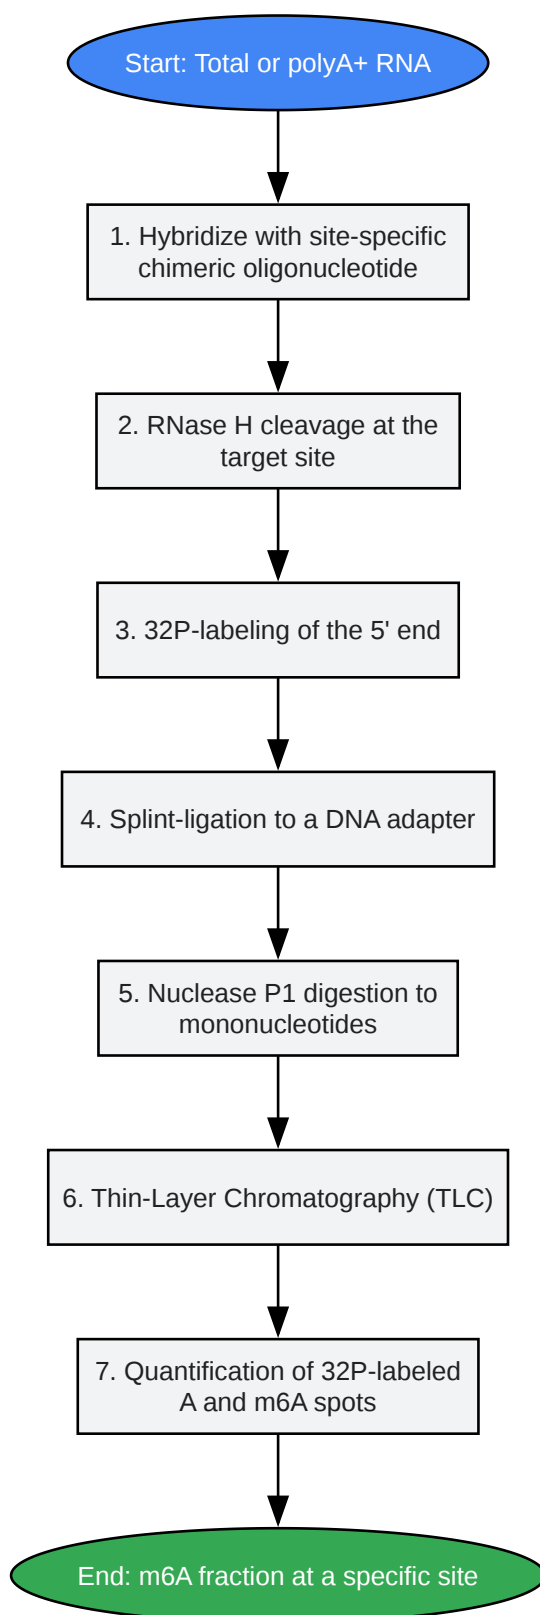 Start: Total or polyA+ RNA
1. Hybridize with site-specific
chimeric oligonucleotide
2. RNase H cleavage at the
target site
3. 32P-labeling of the 5' end
4. Splint-ligation to a DNA adapter
5. Nuclease P1 digestion to
mononucleotides
6. Thin-Layer Chromatography (TLC)
7. Quantification of 32P-labeled
A and m6A spots
End: m6A fraction at a specific site